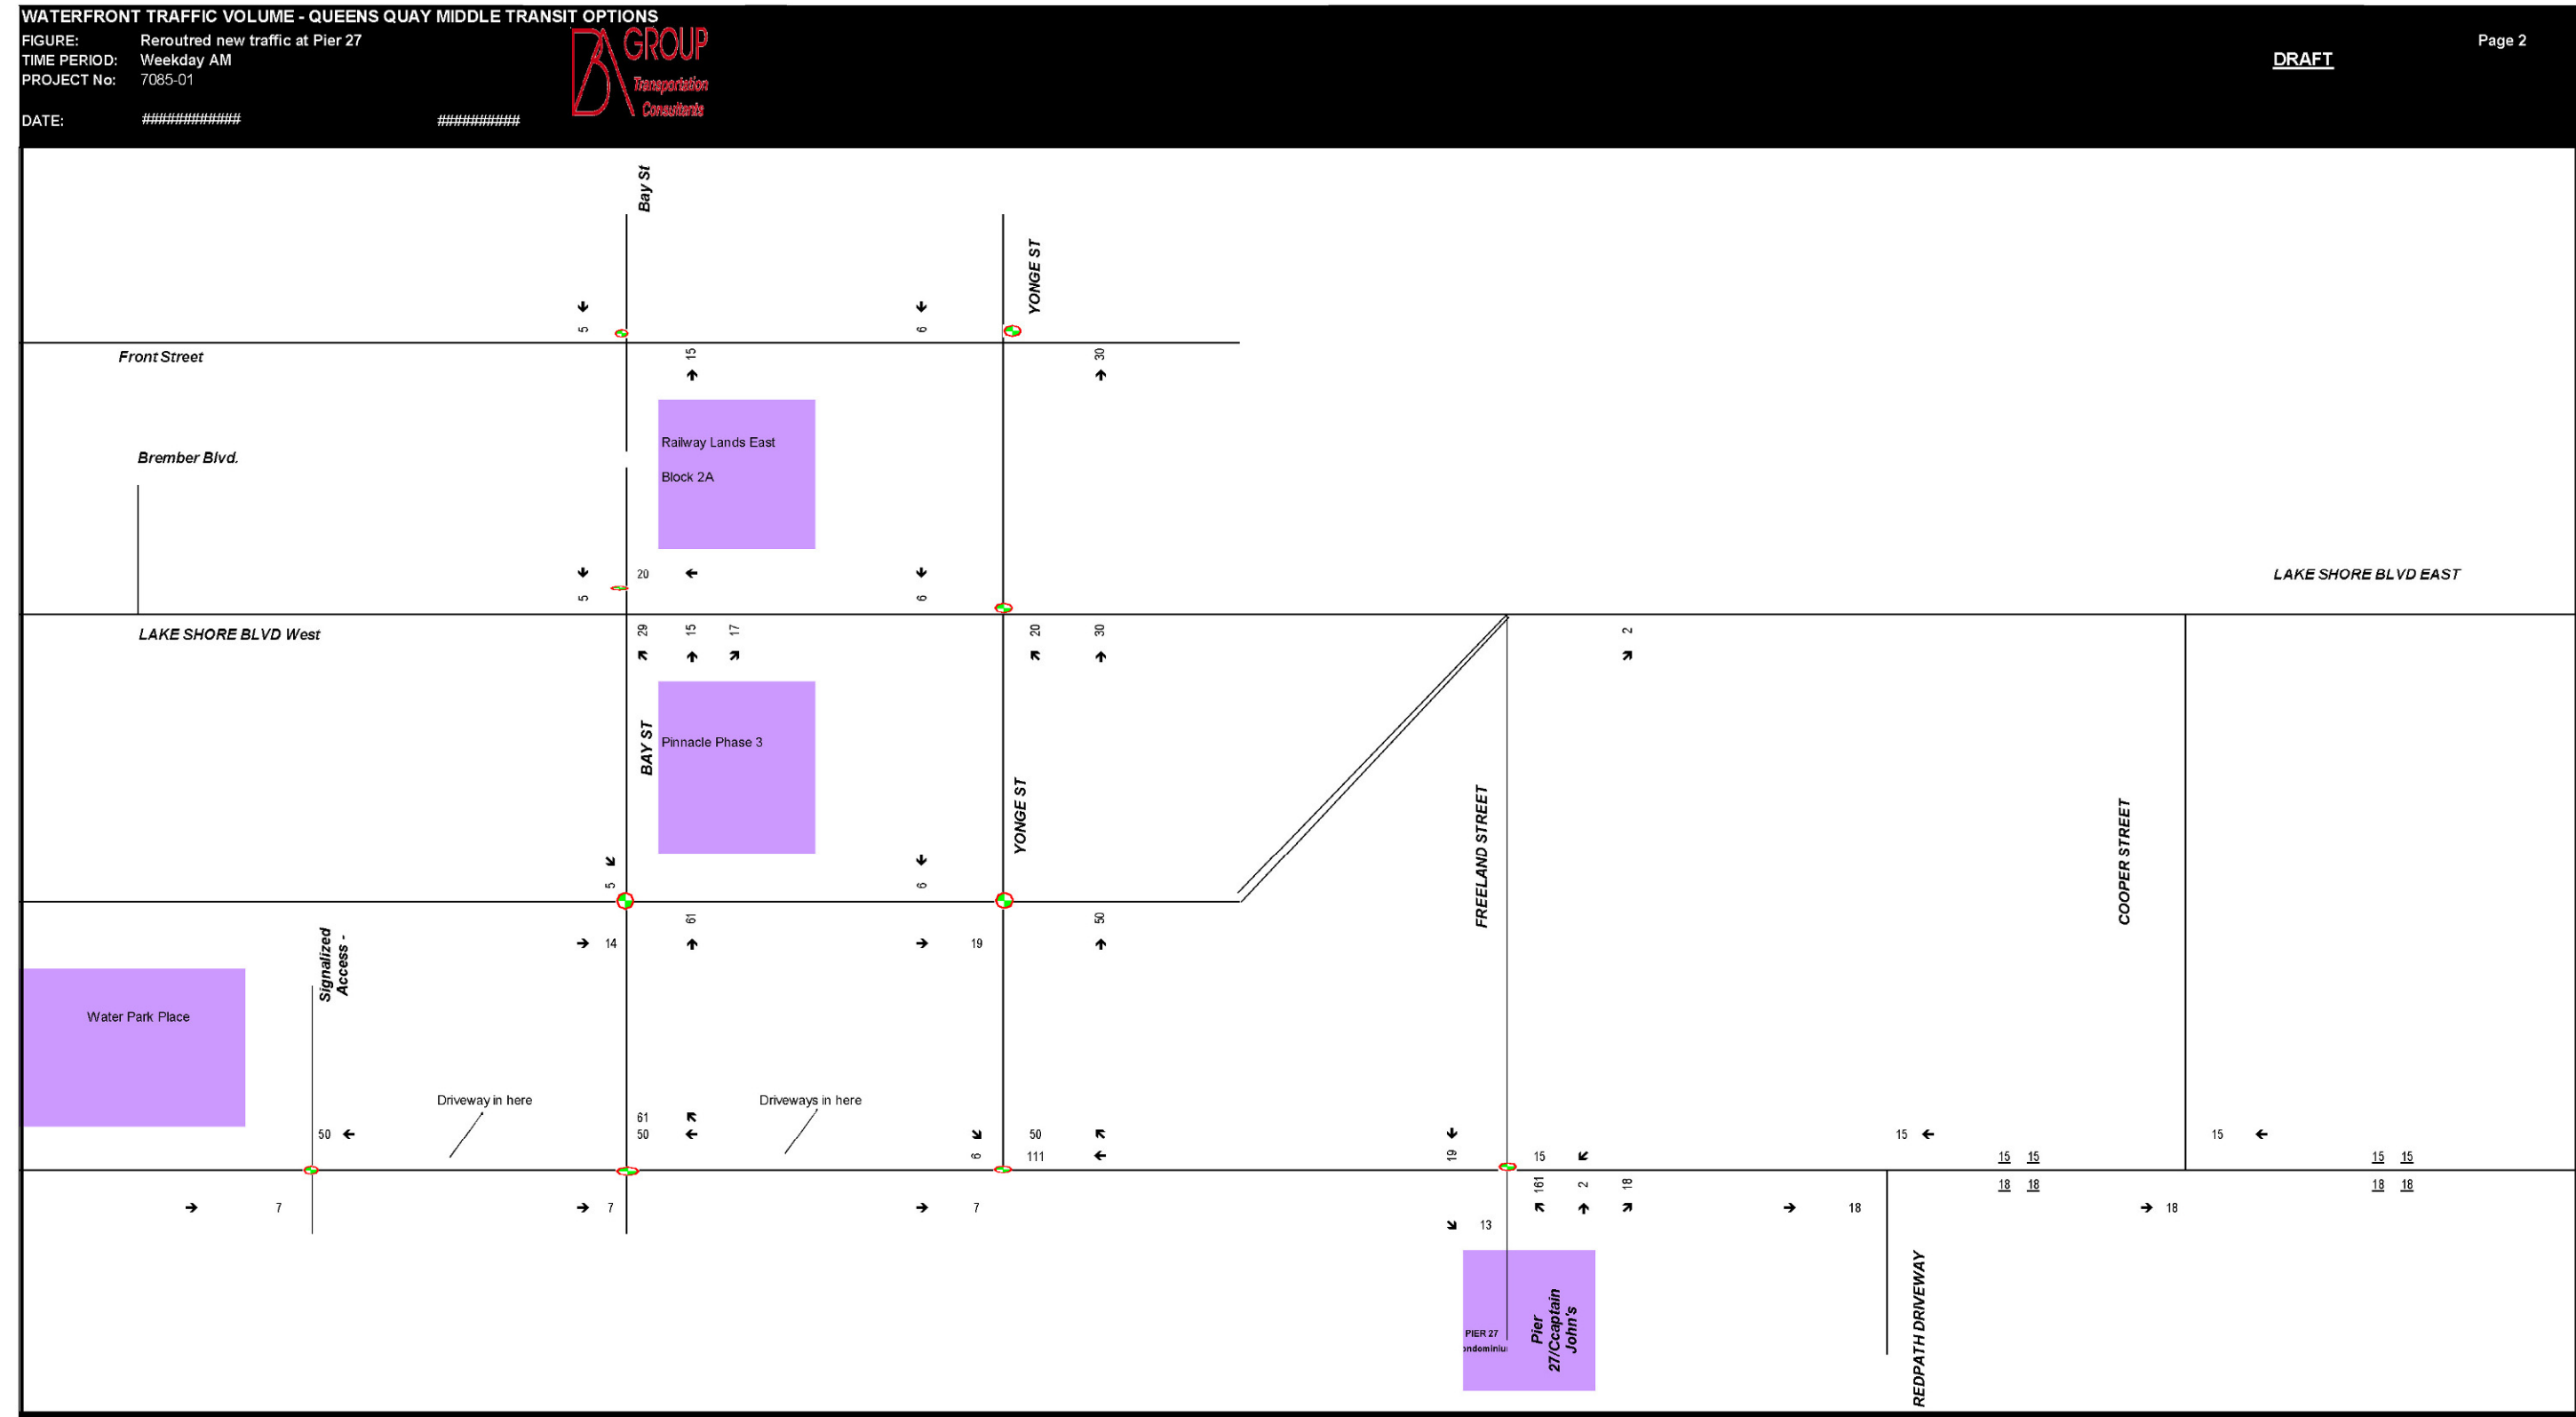 WATERFRONT TRAFFIC VOLUME - QUEENS QUAY MIDDLE TRANSIT OPTIONS
FIGURE: Reroutred new traffic at Pier 27
TIME PERIOD: Weekday AM
PROJECT No: 7085-01
DATE: ############ ##########
BA GROUP
Transportation
Consultants
DRAFT
Page 2
Bay St
YONGE ST
5
6
Front Street
15
30
Railway Lands East
Block 2A
Brember Blvd.
20
5
6
LAKE SHORE BLVD EAST
LAKE SHORE BLVD West
29 15 17
20 30
2
BAY ST
Pinnacle Phase 3
YONGE ST
FREELAND STREET
COOPER STREET
5
6
61
50
14
19
Signalized
Access -
Water Park Place
Driveway in here
Driveways in here
61
50
50
6
50
111
19
15
15
15
15 15
15 15
161 2 18
18 18
18 18
7
7
7
13
18
18
PIER 27
ondominiu
Pier
27/Ccaptain
John's
REDPATH DRIVEWAY